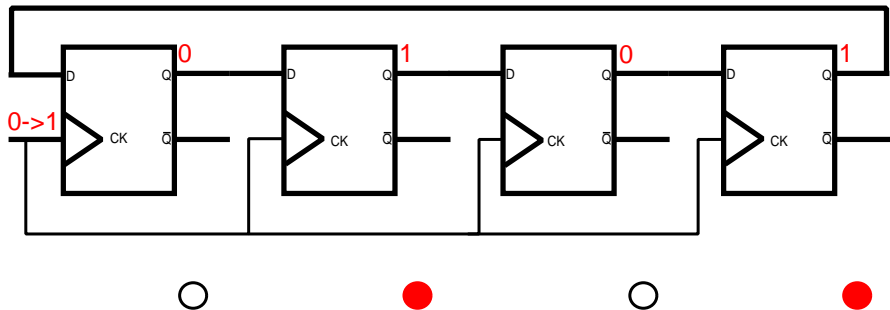 0 1 0 1
D Q D Q D Q D Q
0->1
CK Q̅ CK Q̅ CK Q̅ CK Q̅